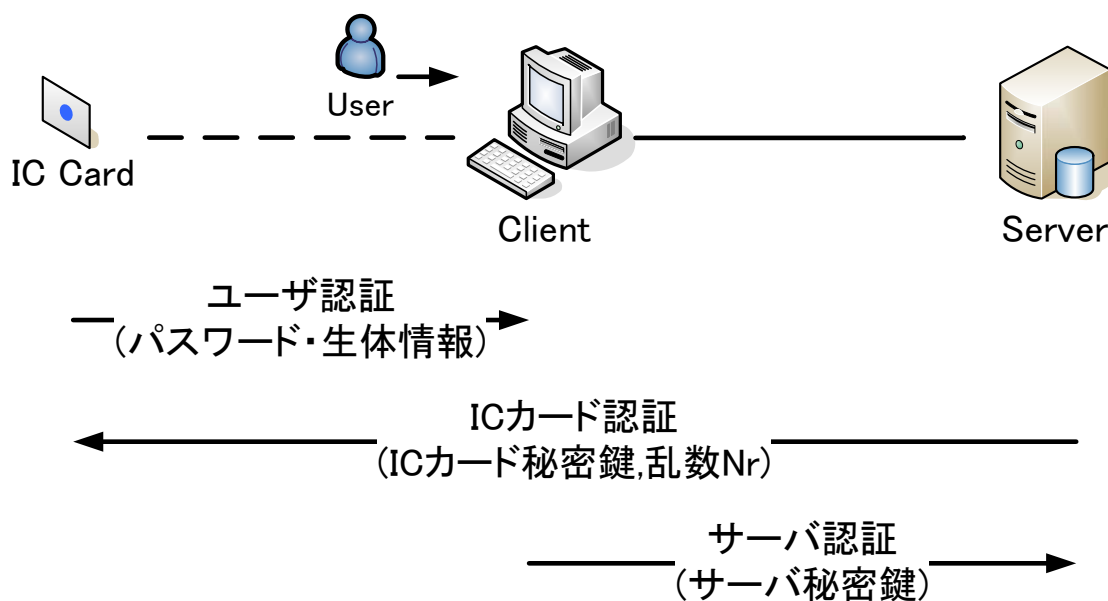 User
IC Card
Client
Server
ユーザ認証
(パスワード・生体情報)
ICカード認証
(ICカード秘密鍵,乱数Nr)
サーバ認証
(サーバ秘密鍵)